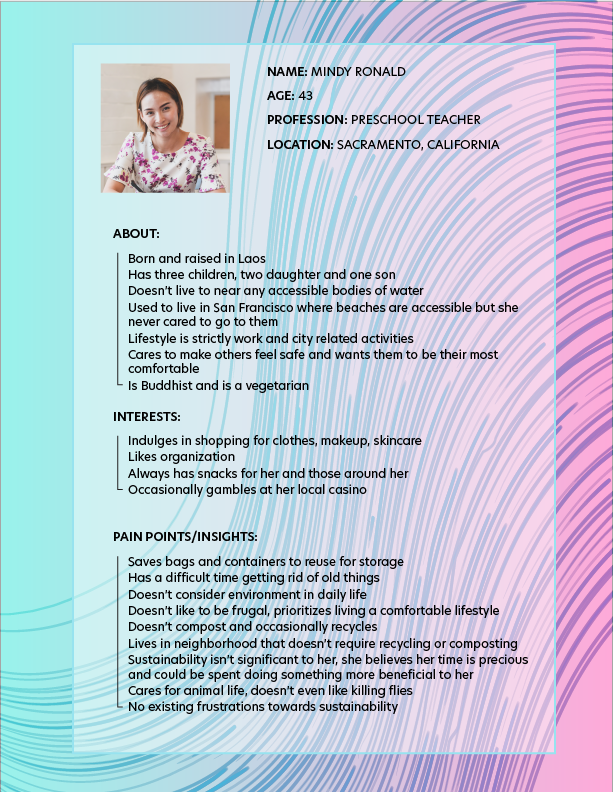 NAME: MINDY RONALD
AGE: 43
PROFESSION: PRESCHOOL TEACHER
LOCATION: SACRAMENTO, CALIFORNIA
ABOUT:
Born and raised in Laos
Has three children, two daughter and one son
Doesn't live to near any accessible bodies of water
Used to live in San Francisco where beaches are accessible but she
never cared to go to them
Lifestyle is strictly work and city related activities
Cares to make others feel safe and wants them to be their most
comfortable
Is Buddhist and is a vegetarian
INTERESTS:
Indulges in shopping for clothes, makeup, skincare
Likes organization
Always has snacks for her and those around her
Occasionally gambles at her local casino
PAIN POINTS/INSIGHTS:
Saves bags and containers to reuse for storage
Has a difficult time getting rid of old things
Doesn't consider environment in daily life
Doesn't like to be frugal, prioritizes living a comfortable lifestyle
Doesn't compost and occasionally recycles
Lives in neighborhood that doesn't require recycling or composting
Sustainability isn't significant to her, she believes her time is precious
and could be spent doing something more beneficial to her
Cares for animal life, doesn't even like killing flies
No existing frustrations towards sustainability